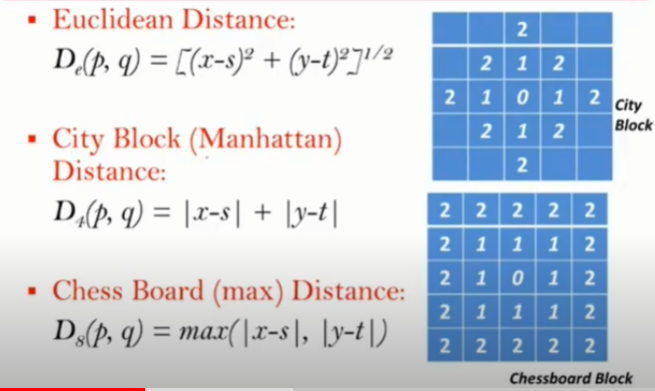 ▪ Euclidean Distance:
Dₑ(p, q) = [(x-s)² + (y-t)²]¹/²
▪ City Block (Manhattan)
Distance:
D₄(p, q) = |x-s| + |y-t|
▪ Chess Board (max) Distance:
D₈(p, q) = max(|x-s|, |y-t|)
2
2 1 2
2 1 0 1 2
2 1 2
2
City
Block
2 2 2 2 2
2 1 1 1 2
2 1 0 1 2
2 1 1 1 2
2 2 2 2 2
Chessboard Block